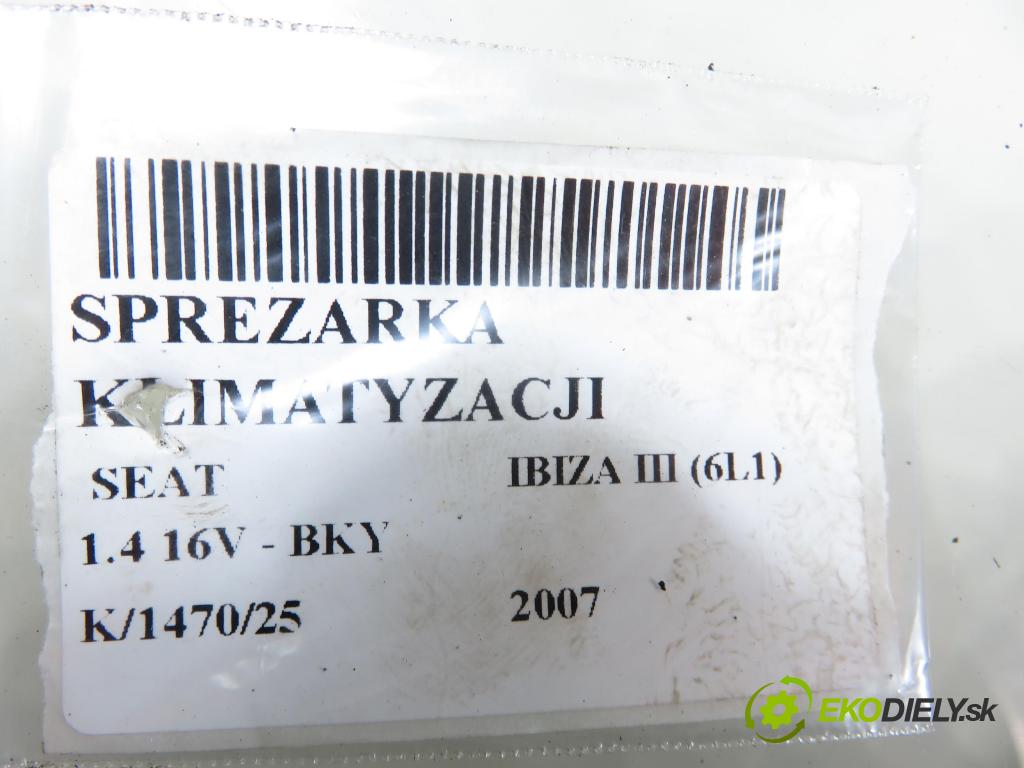 SPREZARKA
KLIMATYZACJI
SEAT IBIZA III (6L1)
1.4 16V - BKY
K/1470/25 2007
EKODIELY.sk